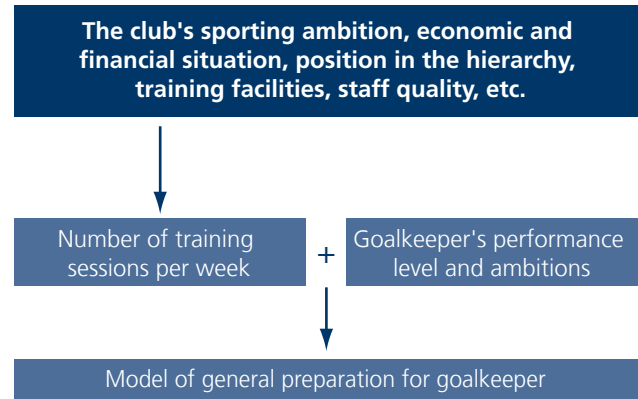 The club's sporting ambition, economic and
financial situation, position in the hierarchy,
training facilities, staff quality, etc.
Number of training
sessions per week
+
Goalkeeper's performance
level and ambitions
Model of general preparation for goalkeeper